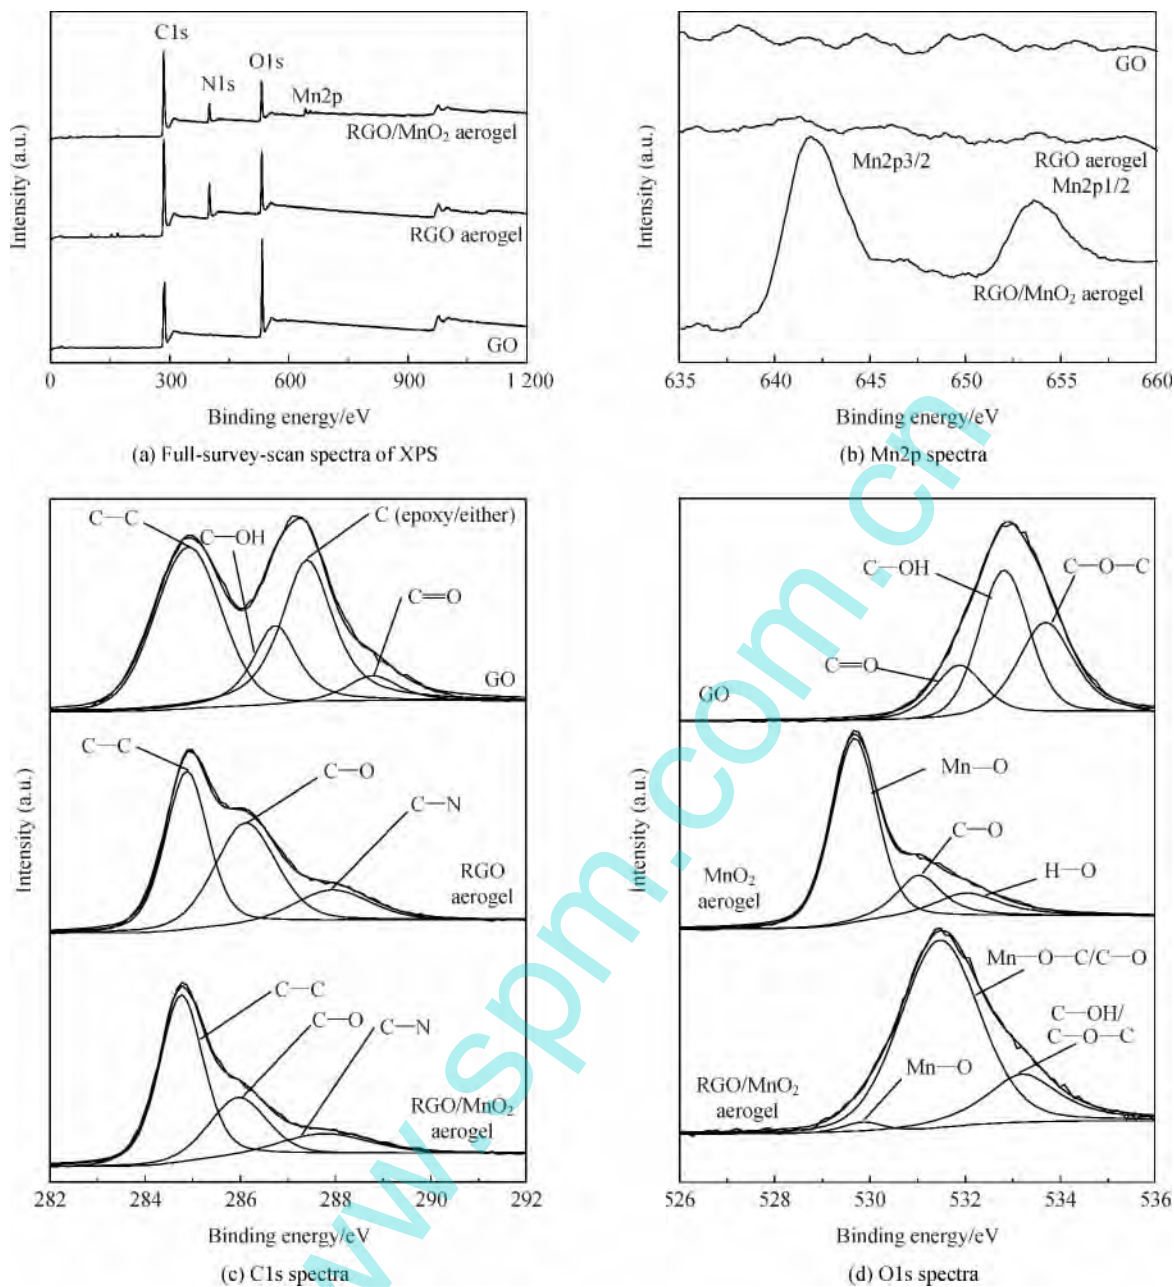 C1s
O1s
N1s
Mn2p
RGO/MnO₂ aerogel
RGO aerogel
GO
Intensity (a.u.)
0 300 600 900 1 200
Binding energy/eV
(a) Full-survey-scan spectra of XPS
GO
Mn2p3/2
RGO aerogel
Mn2p1/2
RGO/MnO₂ aerogel
Intensity (a.u.)
635 640 645 650 655 660
Binding energy/eV
(b) Mn2p spectra
C—C
C—OH
C (epoxy/either)
C=O
GO
C—C
C—O
C—N
RGO
aerogel
C—C
C—O
C—N
RGO/MnO₂
aerogel
Intensity (a.u.)
282 284 286 288 290 292
Binding energy/eV
(c) C1s spectra
C—OH
C—O—C
C=O
GO
Mn—O
C—O
H—O
MnO₂
aerogel
Mn—O—C/C—O
C—OH/
C—O—C
Mn—O
RGO/MnO₂
aerogel
Intensity (a.u.)
526 528 530 532 534 536
Binding energy/eV
(d) O1s spectra
www.spm.com.cn